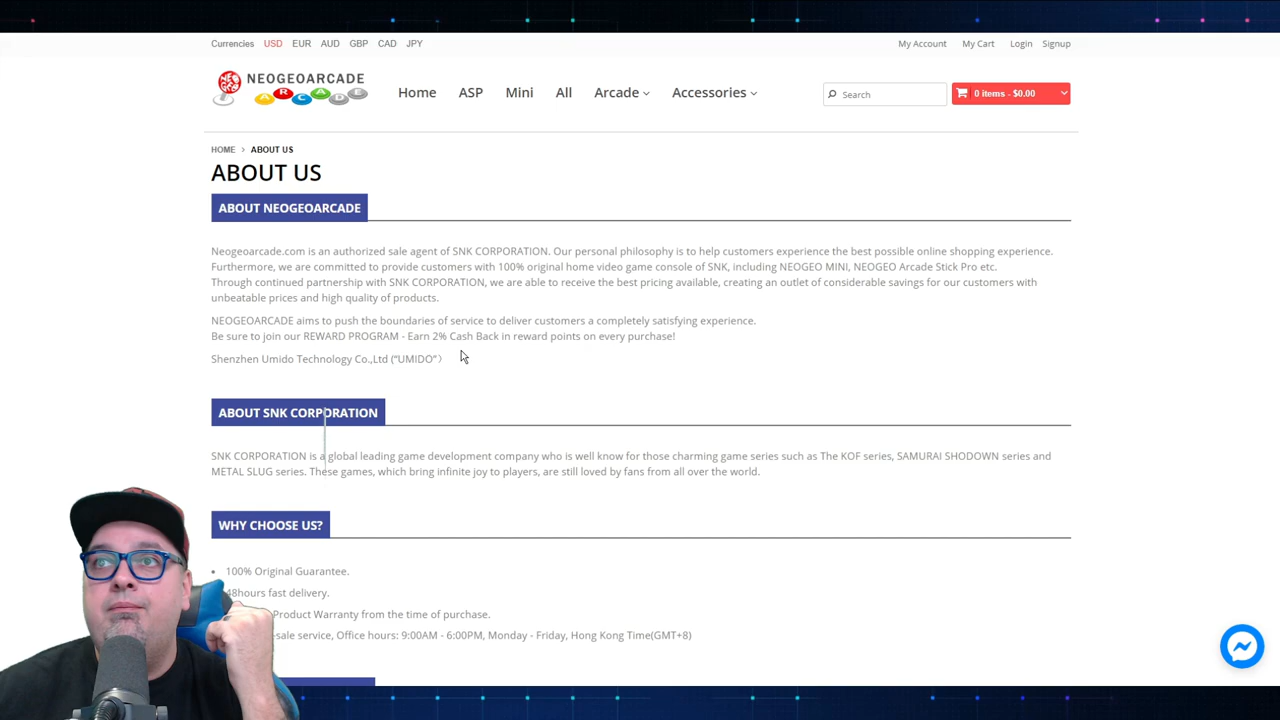 Currencies USD EUR AUD GBP CAD JPY
My Account My Cart Login Signup
NEO GEO NEOGEOARCADE
ARCADE
Home ASP Mini All Arcade Accessories
Search
0 items - $0.00
HOME > ABOUT US
ABOUT US
ABOUT NEOGEOARCADE
Neogeoarcade.com is an authorized sale agent of SNK CORPORATION. Our personal philosophy is to help customers experience the best possible online shopping experience.
Furthermore, we are committed to provide customers with 100% original home video game console of SNK, including NEOGEO MINI, NEOGEO Arcade Stick Pro etc.
Through continued partnership with SNK CORPORATION, we are able to receive the best pricing available, creating an outlet of considerable savings for our customers with
unbeatable prices and high quality of products.
NEOGEOARCADE aims to push the boundaries of service to deliver customers a completely satisfying experience.
Be sure to join our REWARD PROGRAM - Earn 2% Cash Back in reward points on every purchase!
Shenzhen Umido Technology Co.,Ltd (“UMIDO”）
ABOUT SNK CORPORATION
SNK CORPORATION is a global leading game development company who is well know for those charming game series such as The KOF series, SAMURAI SHODOWN series and
METAL SLUG series. These games, which bring infinite joy to players, are still loved by fans from all over the world.
WHY CHOOSE US?
• 100% Original Guarantee.
48hours fast delivery.
Product Warranty from the time of purchase.
-sale service, Office hours: 9:00AM - 6:00PM, Monday - Friday, Hong Kong Time(GMT+8)